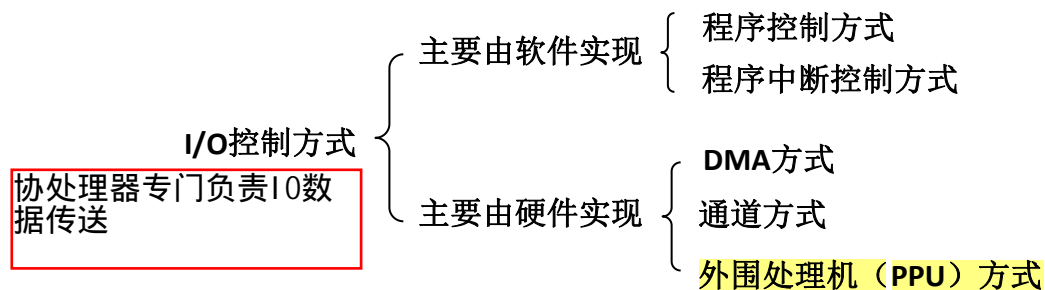 程序控制方式
主要由软件实现
程序中断控制方式
I/O控制方式
协处理器专门负责IO数
据传送
DMA方式
主要由硬件实现
通道方式
外围处理机（PPU）方式